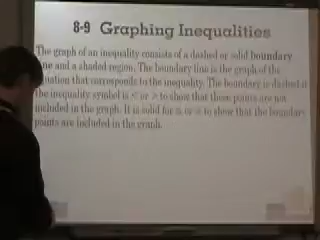 8-9 Graphing Inequalities
The graph of an inequality consists of a dashed or solid boundary
line and a shaded region. The boundary line is the graph of the
equation that corresponds to the inequality. The boundary is dashed if
the inequality symbol is < or > to show that these points are not
included in the graph. It is solid for ≤ or ≥ to show that the boundary
points are included in the graph.